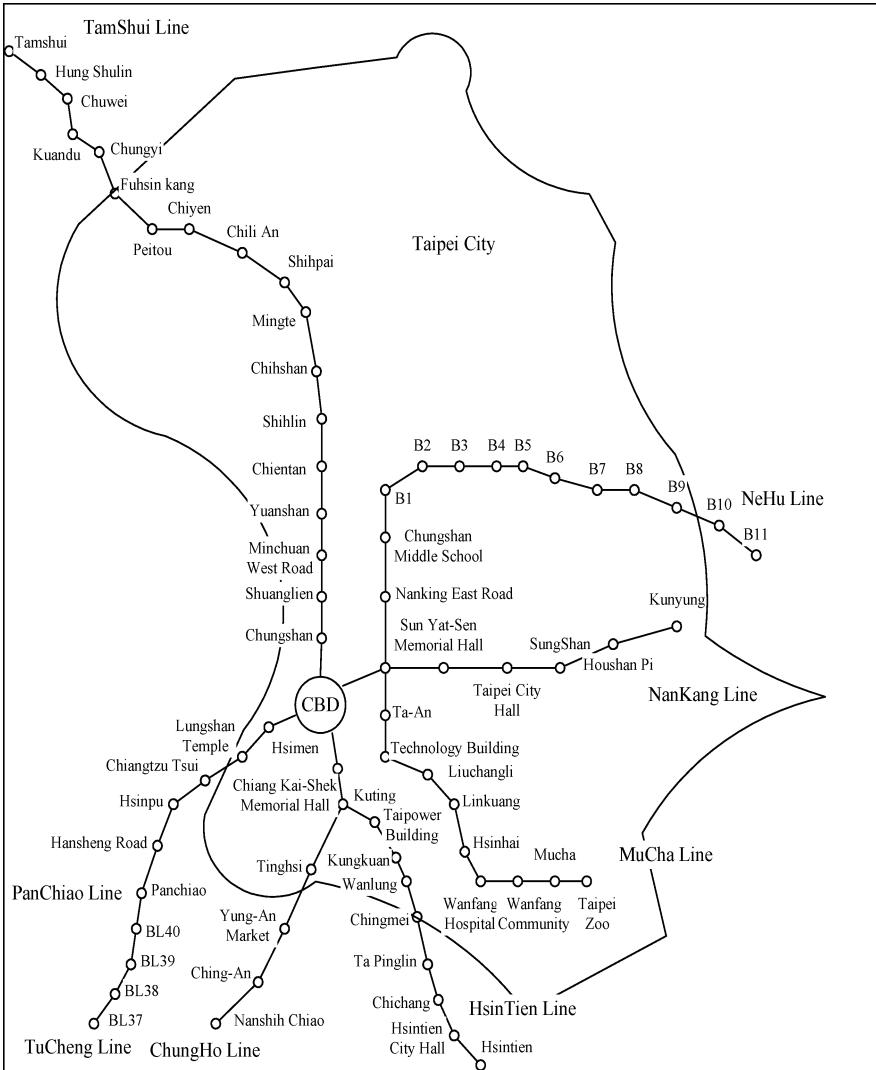 TamShui Line
Tamshui
Hung Shulin
Chuwei
Kuandu
Chungyi
Fuhsin kang
Chiyen
Peitou
Chili An
Taipei City
Shihpai
Mingte
Chihshan
Shihlin
Chientan
Yuanshan
Minchuan
West Road
Shuanglien
Chungshan
B1
B2
B3
B4
B5
B6
B7
B8
B9
B10
B11
NeHu Line
Chungshan
Middle School
Nanking East Road
Sun Yat-Sen
Memorial Hall
Kunyung
SungShan
Houshan Pi
Taipei City
Hall
NanKang Line
CBD
Ta-An
Lungshan
Temple
Hsimen
Chiangtzu Tsui
Hsinpu
Hansheng Road
PanChiao Line
Panchiao
BL40
BL39
BL38
BL37
TuCheng Line
Technology Building
Liuchangli
Linkuang
Hsinhai
Mucha
MuCha Line
Wanfang
Hospital
Wanfang
Community
Taipei
Zoo
Chiang Kai-Shek
Memorial Hall
Kuting
Taipower
Building
Kungkuan
Tinghsi
Wanlung
Chingmei
Yung-An
Market
Ching-An
Nanshih Chiao
ChungHo Line
Ta Pinglin
Chichang
HsinTien Line
Hsintien
City Hall
Hsintien